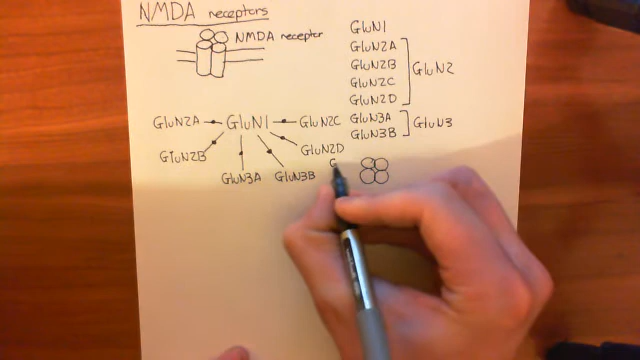 NMDA receptors
NMDA receptor
GluN1
GluN2A
GluN2B
GluN2C
GluN2D
GluN2
GluN3A
GluN3B
GluN3
GluN2A
GluN1
GluN2C
GluN2B
GluN2D
GluN3A
GluN3B
G